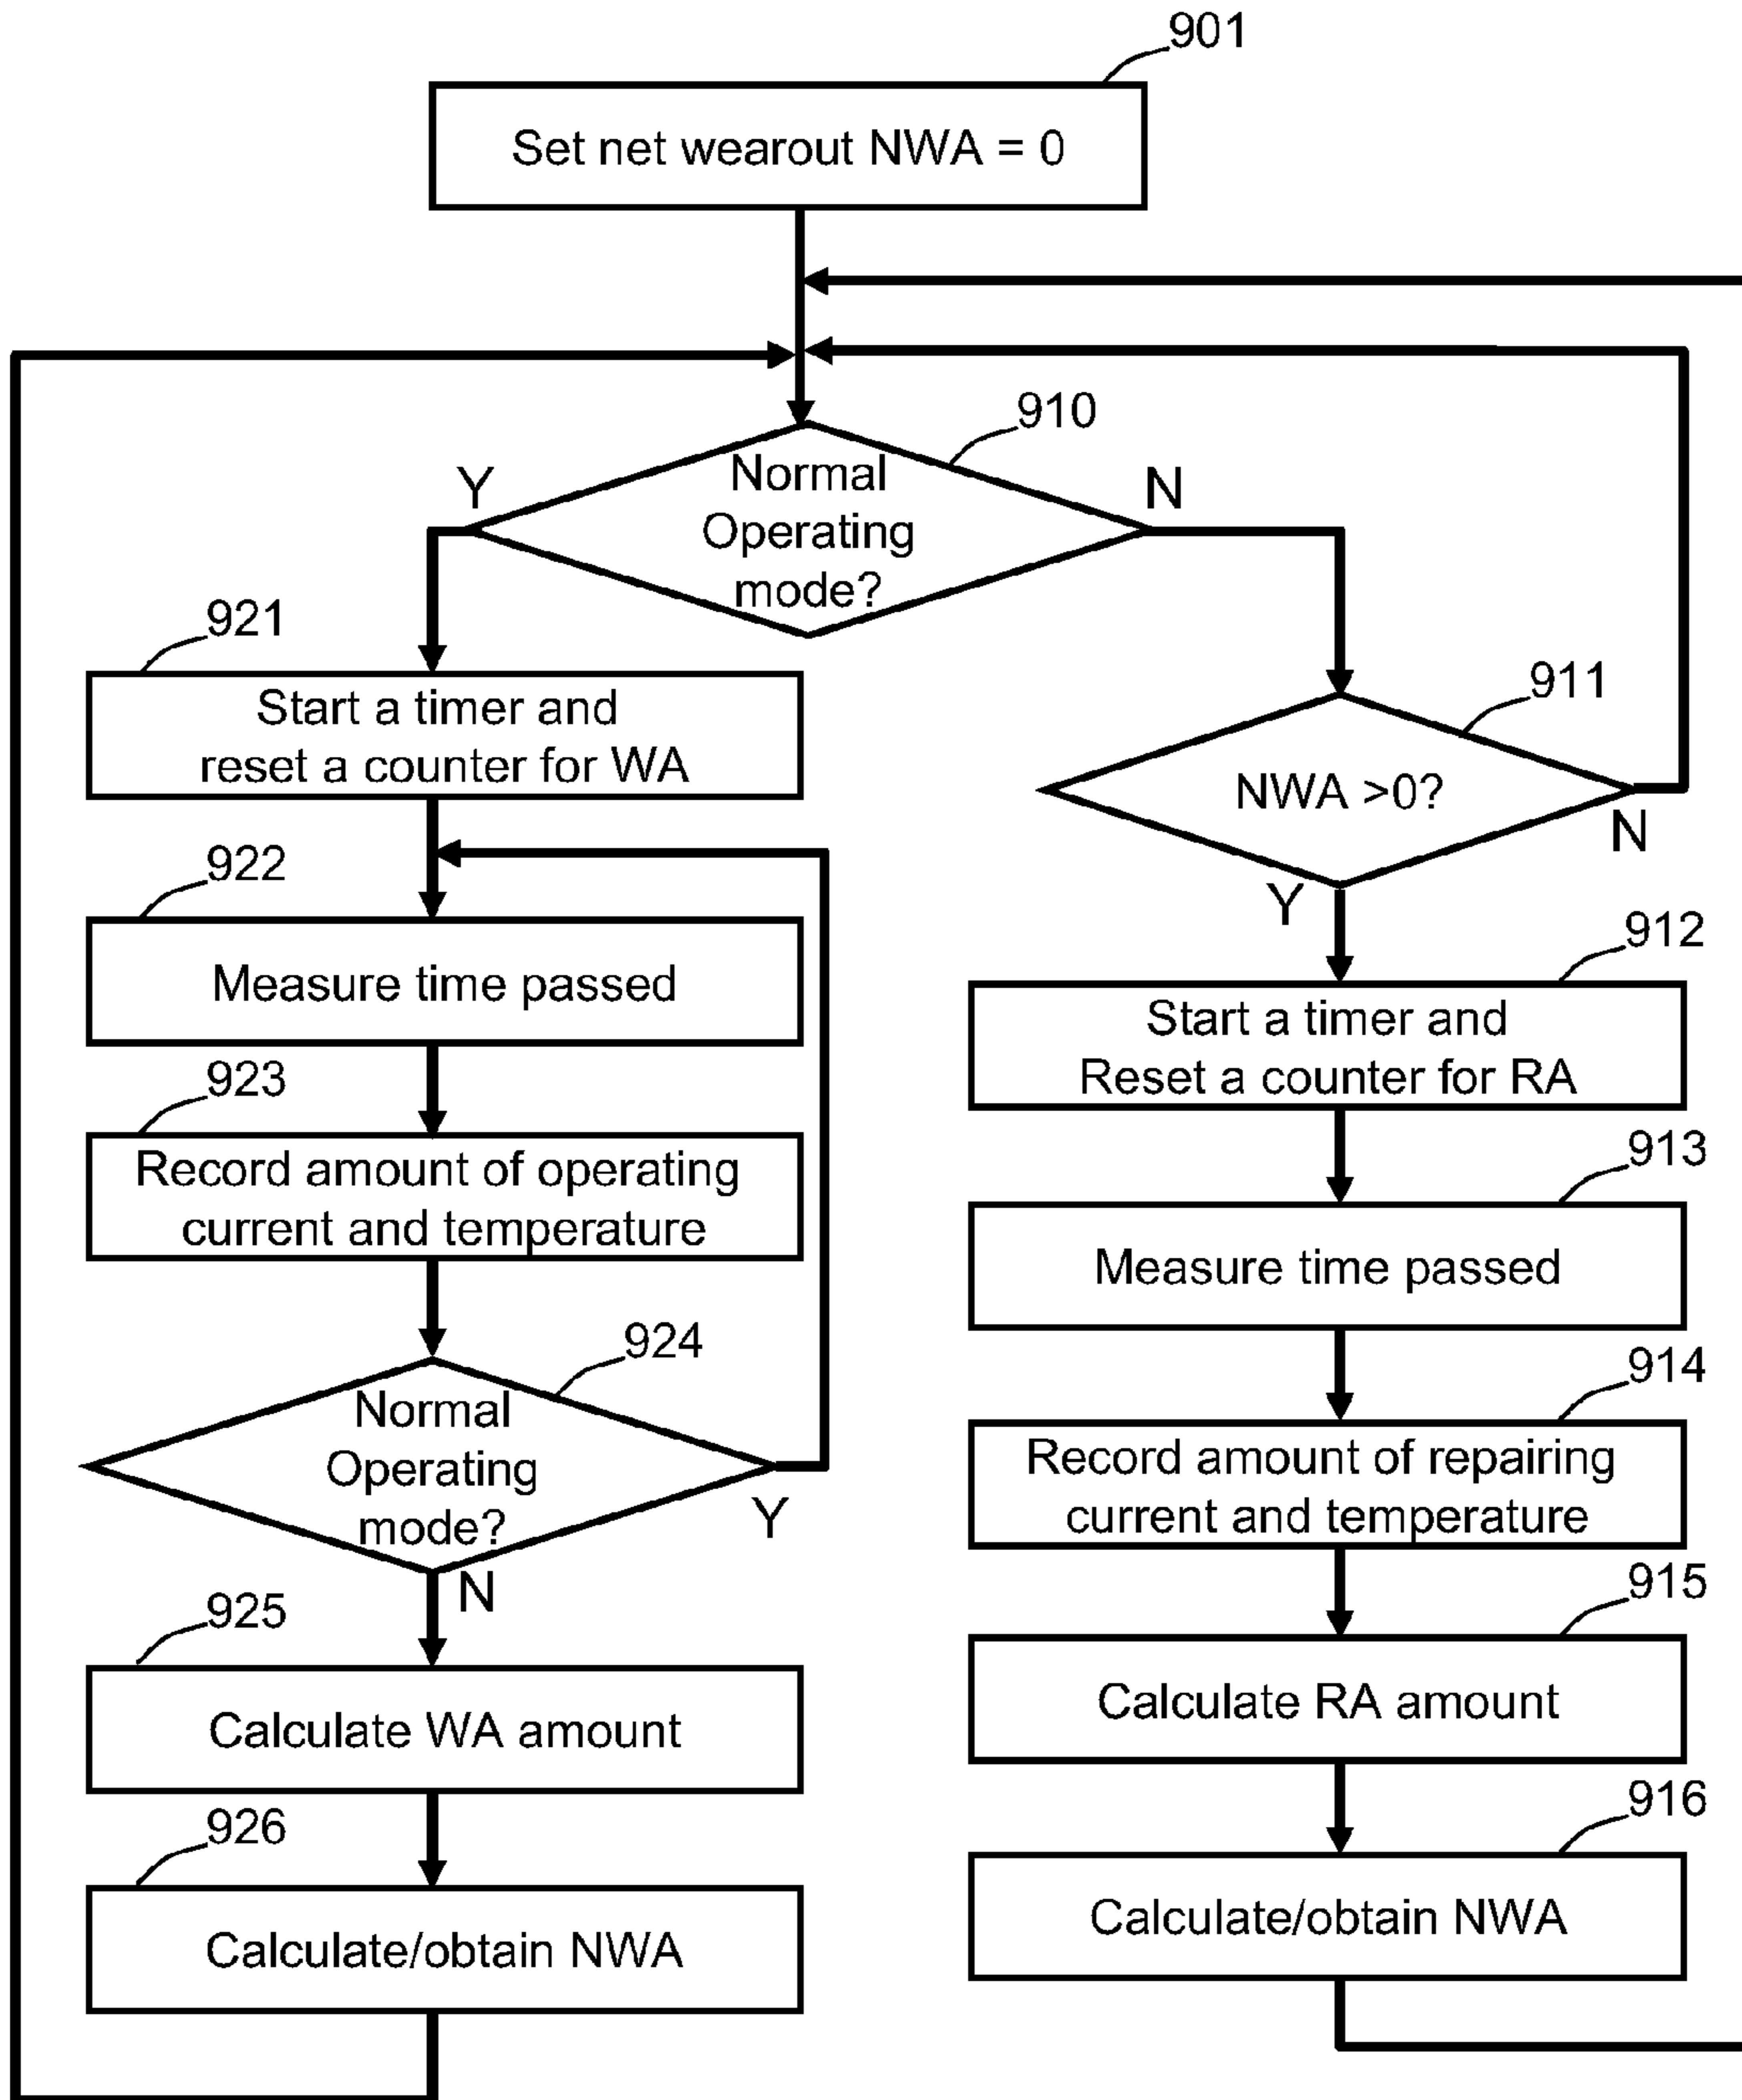 901
Set net wearout NWA = 0
910
Normal
Operating
mode?
Y
N
921
Start a timer and
reset a counter for WA
922
Measure time passed
923
Record amount of operating
current and temperature
924
Normal
Operating
mode?
Y
N
925
Calculate WA amount
926
Calculate/obtain NWA
911
NWA >0?
N
Y
912
Start a timer and
Reset a counter for RA
913
Measure time passed
914
Record amount of repairing
current and temperature
915
Calculate RA amount
916
Calculate/obtain NWA